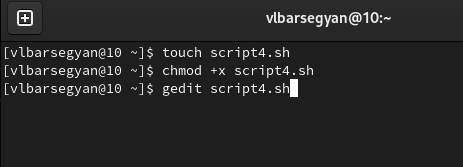 vlbarsegyan@10:~
[vlbarsegyan@10 ~]$ touch script4.sh
[vlbarsegyan@10 ~]$ chmod +x script4.sh
[vlbarsegyan@10 ~]$ gedit script4.sh